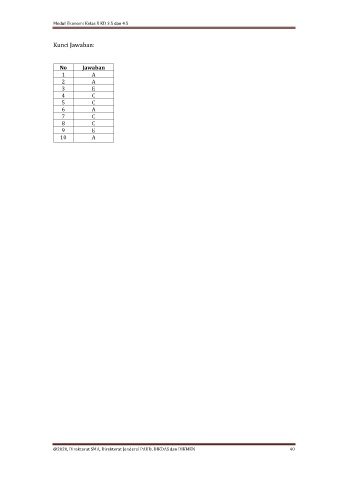 Modul Ekonomi Kelas X KD 3.5 dan 4.5
Kunci Jawaban:
No Jawaban
1 A
2 A
3 E
4 C
5 C
6 A
7 C
8 C
9 E
10 A
@2020, Direktorat SMA, Direktorat Jenderal PAUD, DIKDAS dan DIKMEN 40